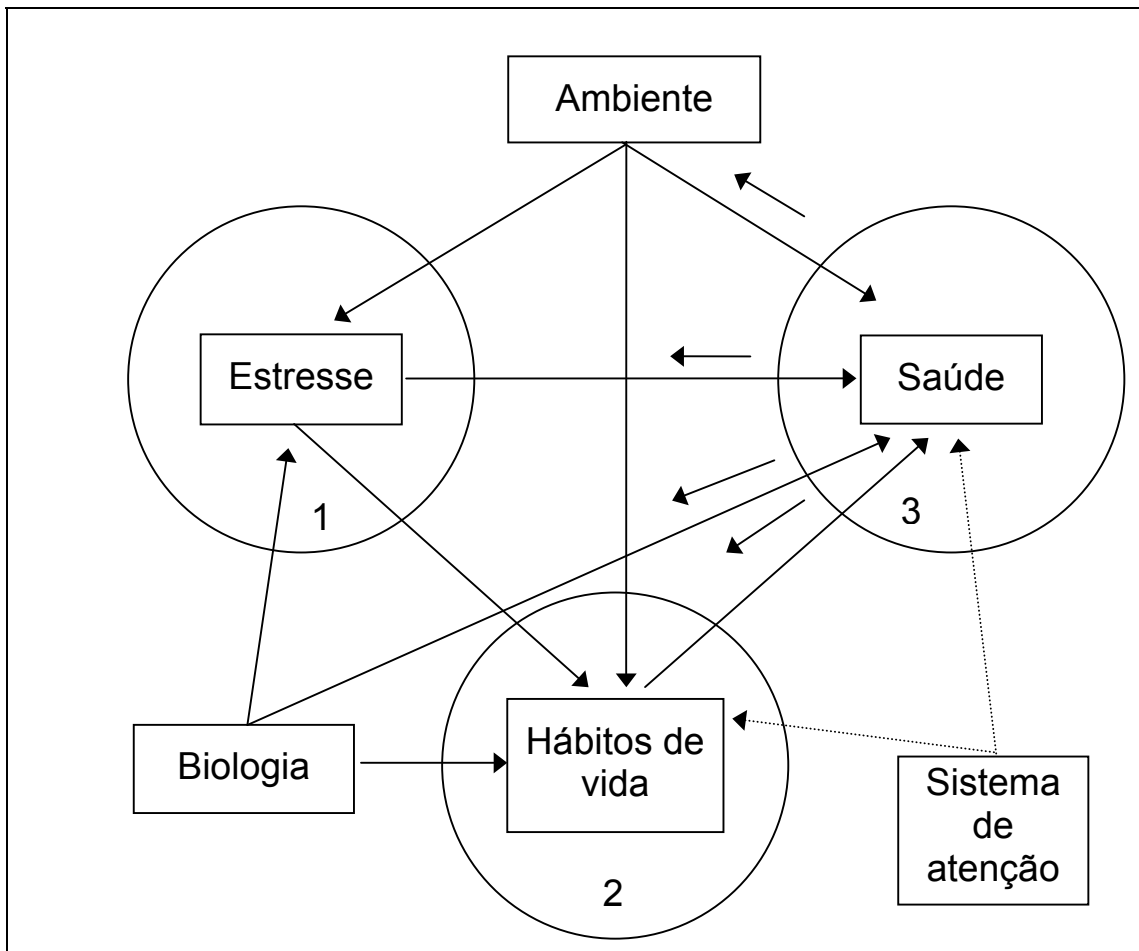 Ambiente
Estresse
Saúde
1
3
Biologia
Hábitos de
vida
Sistema
de
atenção
2